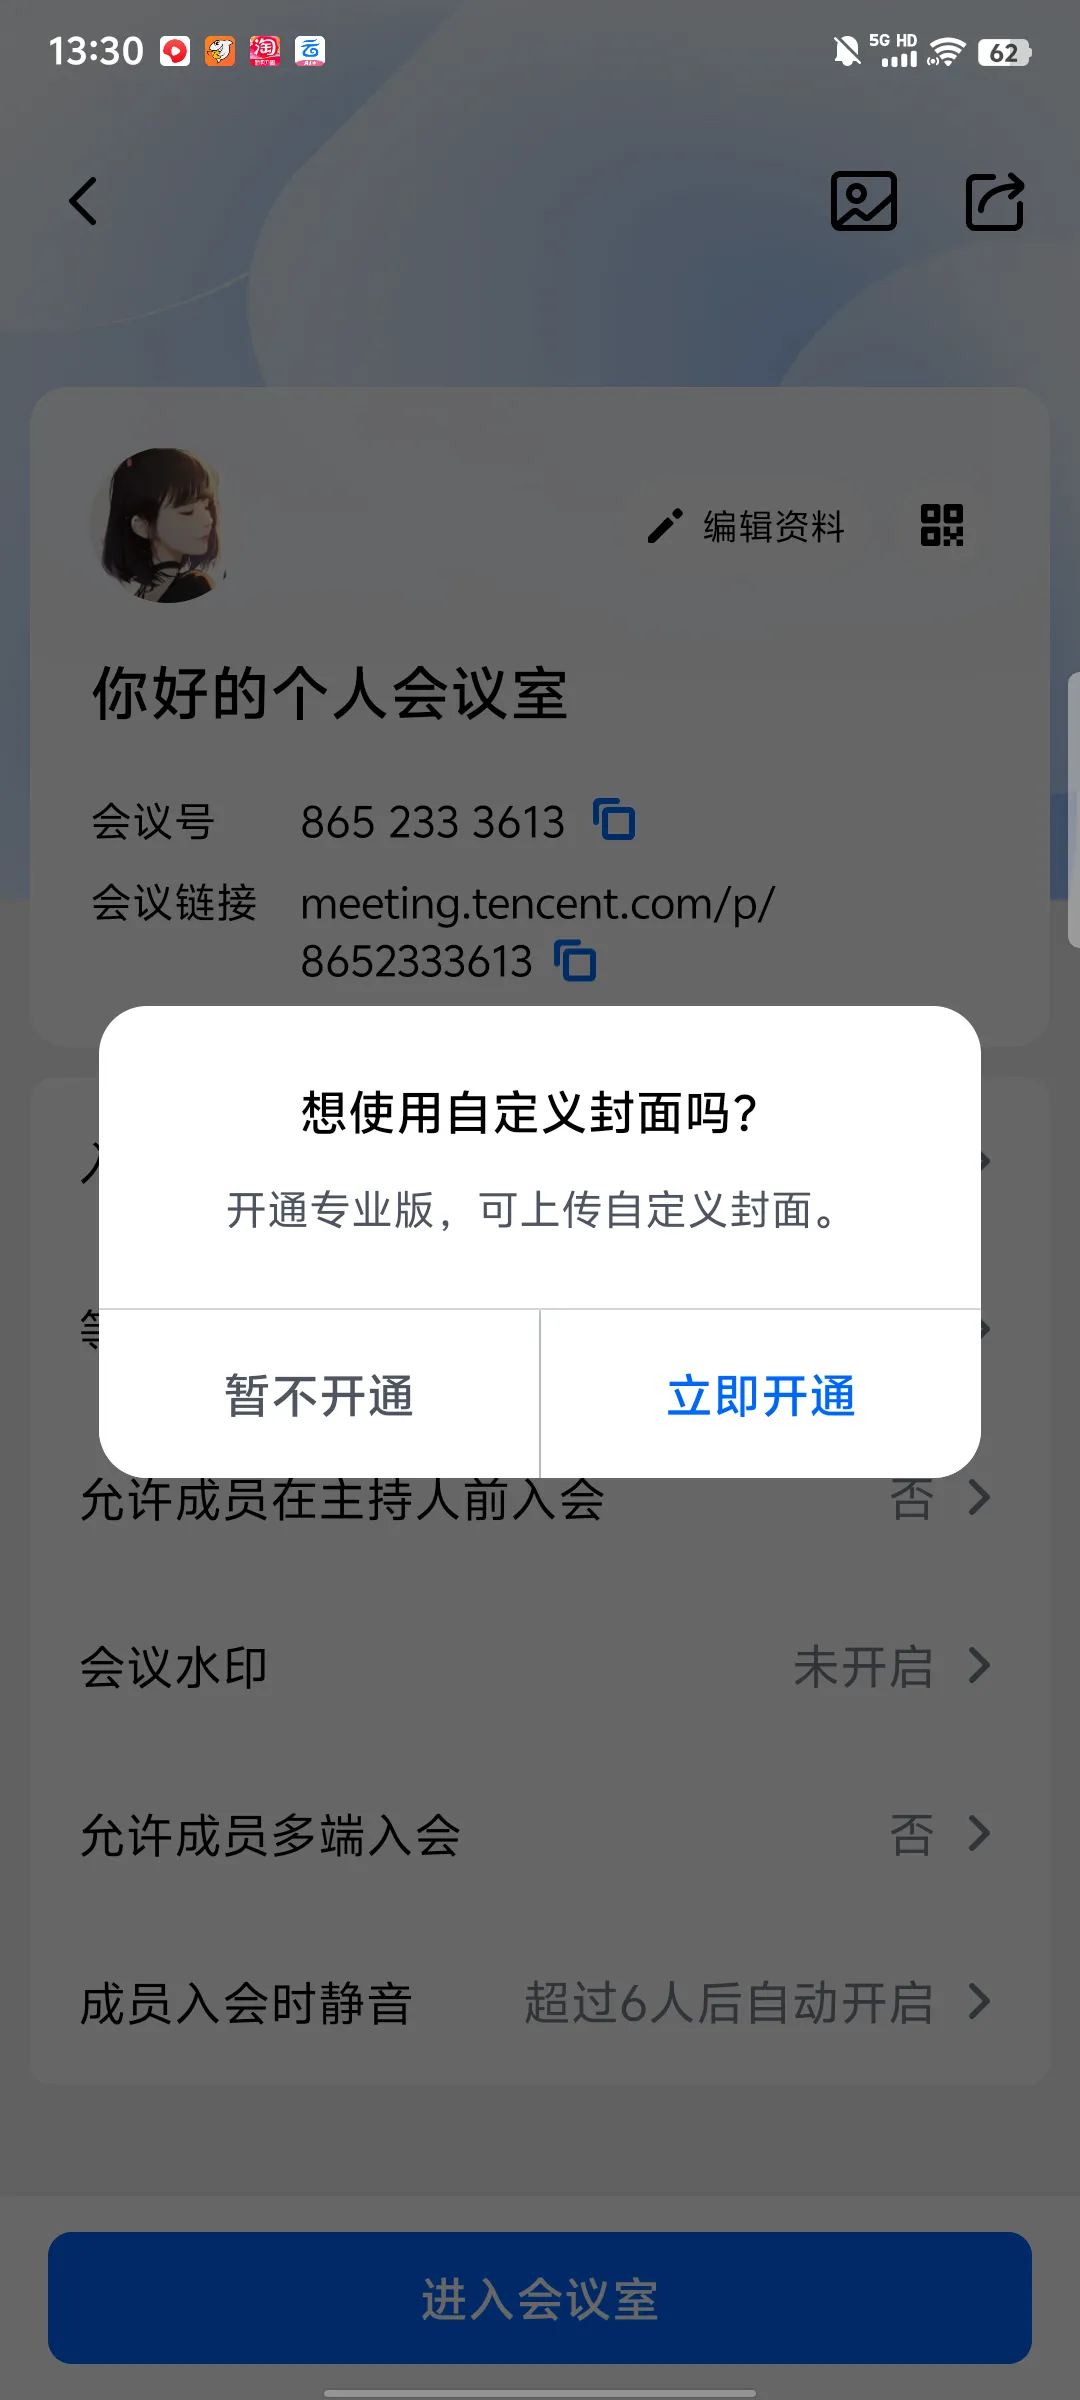 13:30
5G HD
62
编辑资料
你好的个人会议室
会议号 865 233 3613
会议链接 meeting.tencent.com/p/
8652333613
想使用自定义封面吗?
开通专业版，可上传自定义封面。
暂不开通 立即开通
允许成员在主持人前入会 否
会议水印 未开启
允许成员多端入会 否
成员入会时静音 超过6人后自动开启
进入会议室